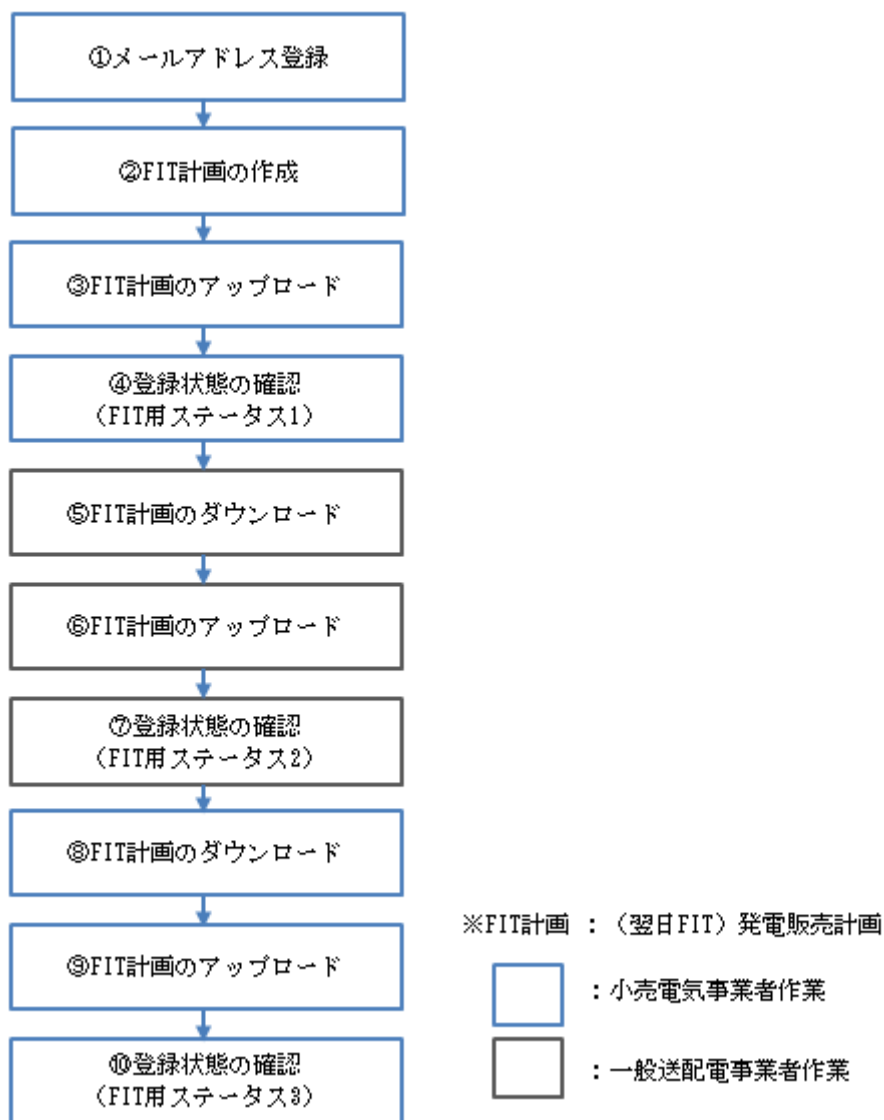 ①メールアドレス登録
②FIT計画の作成
③FIT計画のアップロード
④登録状態の確認
(FIT用ステータス1)
⑤FIT計画のダウンロード
⑥FIT計画のアップロード
⑦登録状態の確認
(FIT用ステータス2)
⑧FIT計画のダウンロード
⑨FIT計画のアップロード
⑩登録状態の確認
(FIT用ステータス3)
※FIT計画 :(翌日FIT)発電販売計画
:小売電気事業者作業
:一般送配電事業者作業